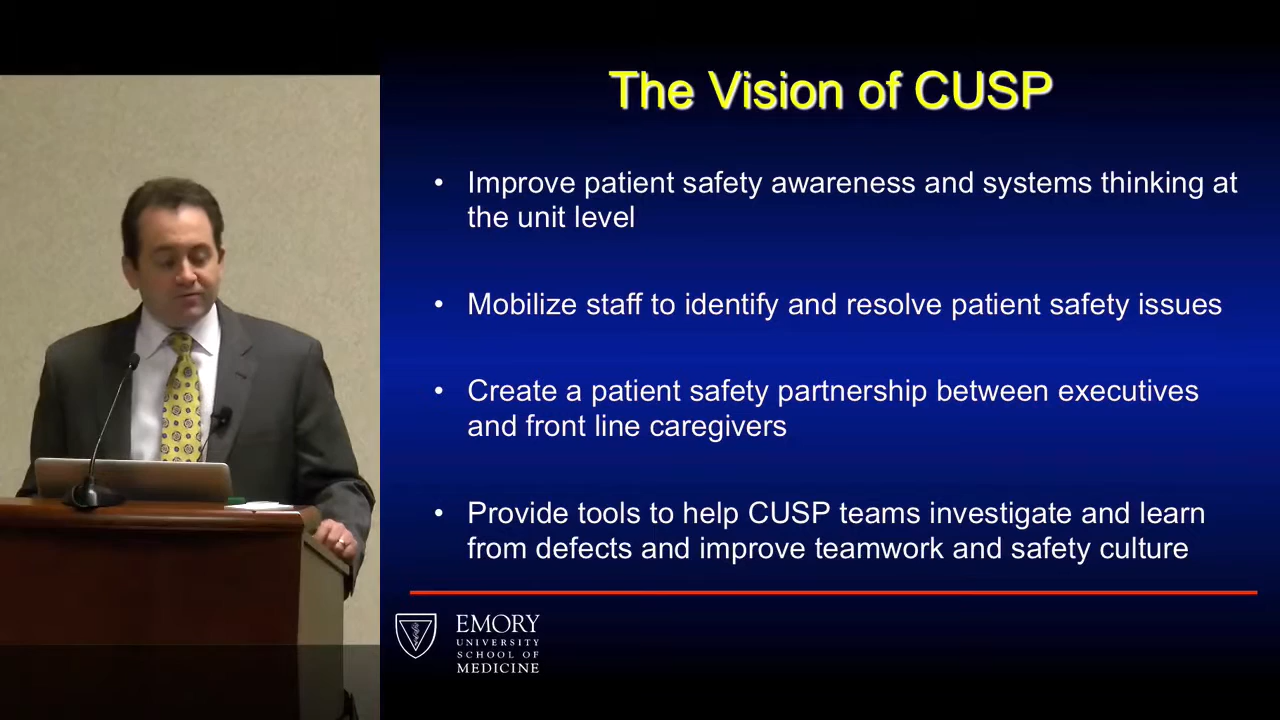 The Vision of CUSP
• Improve patient safety awareness and systems thinking at
the unit level
• Mobilize staff to identify and resolve patient safety issues
• Create a patient safety partnership between executives
and front line caregivers
• Provide tools to help CUSP teams investigate and learn
from defects and improve teamwork and safety culture
EMORY
UNIVERSITY
SCHOOL OF
MEDICINE